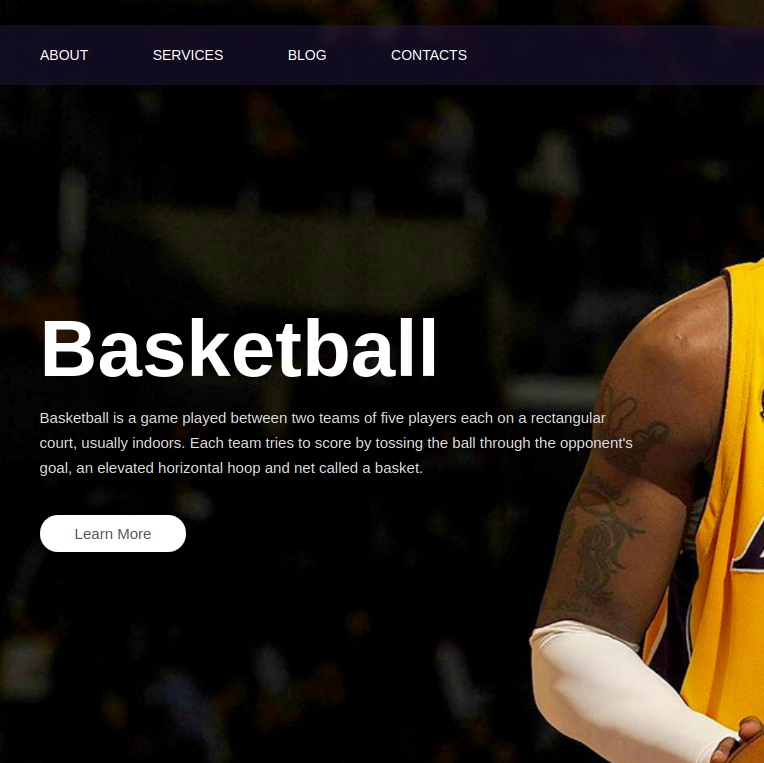 ABOUT SERVICES BLOG CONTACTS
Basketball
Basketball is a game played between two teams of five players each on a rectangular
court, usually indoors. Each team tries to score by tossing the ball through the opponent's
goal, an elevated horizontal hoop and net called a basket.
Learn More